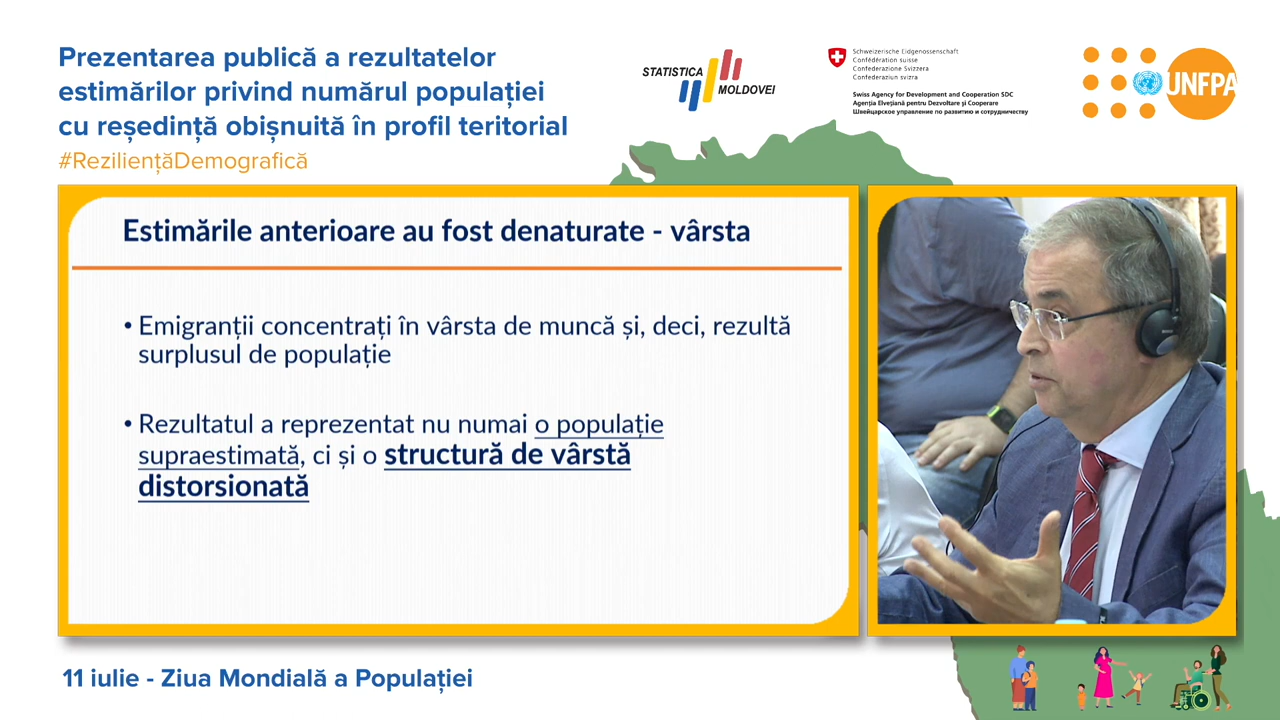 Prezentarea publică a rezultatelor
estimărilor privind numărul populației
cu reședință obișnuită în profil teritorial
#ReziliențăDemografică
STATISTICA
MOLDOVEI
Schweizerische Eidgenossenschaft
Confédération suisse
Confederazione Svizzera
Confederaziun svizra
Swiss Agency for Development and Cooperation SDC
Agenția Elvețiană pentru Dezvoltare și Cooperare
Швейцарское управление по развитию и сотрудничеству
UNFPA
Estimările anterioare au fost denaturate - vârsta
• Emigranții concentrați în vârsta de muncă și, deci, rezultă
surplusul de populație
• Rezultatul a reprezentat nu numai o populație
supraestimată, ci și o structură de vârstă
distorsionată
11 iulie - Ziua Mondială a Populației